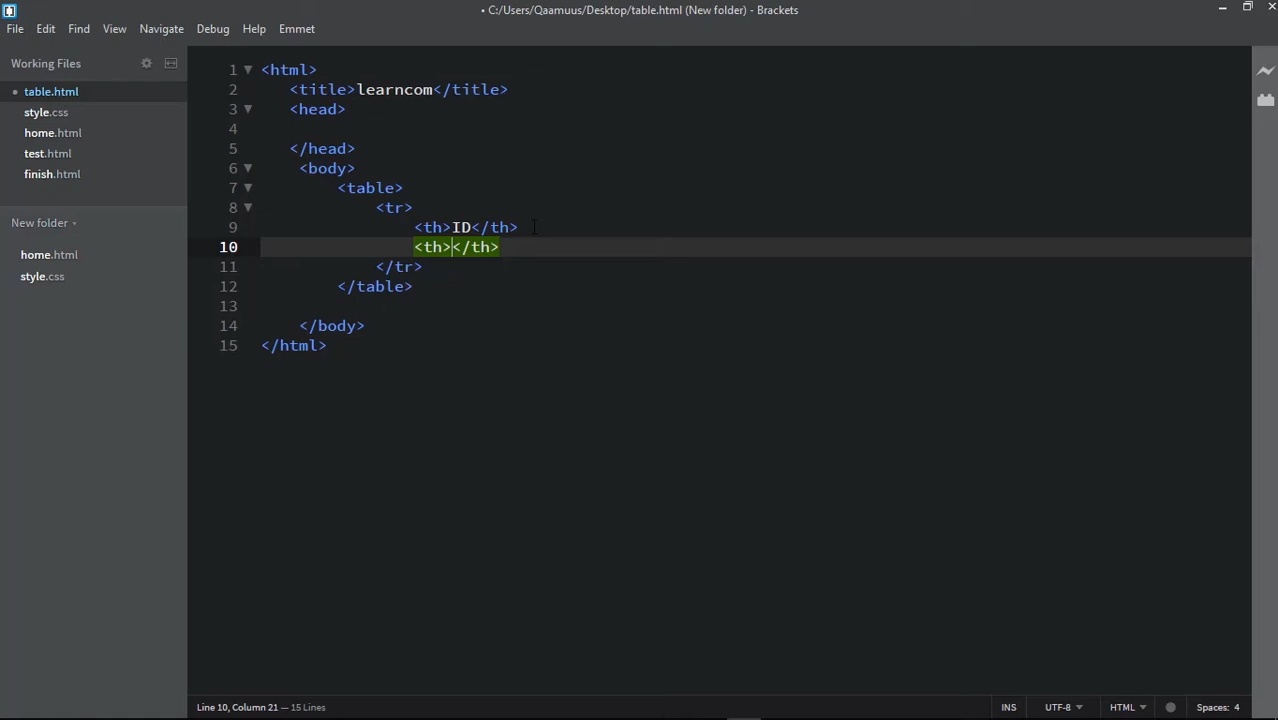 • C:/Users/Qaamuus/Desktop/table.html (New folder) - Brackets
File Edit View Navigate Debug Help Emmet
Working Files
• table.html
style.css
home.html
test.html
finish.html
New folder
home.html
style.css
1 <html>
2 <title>learncom</title>
3 <head>
4
5 </head>
6 <body>
7 <table>
8 <tr>
9 <th>ID</th>
10 <th></th>
11 </tr>
12 </table>
13
14 </body>
15 </html>
Line 10, Column 21 — 15 Lines
INS UTF-8 HTML Spaces: 4